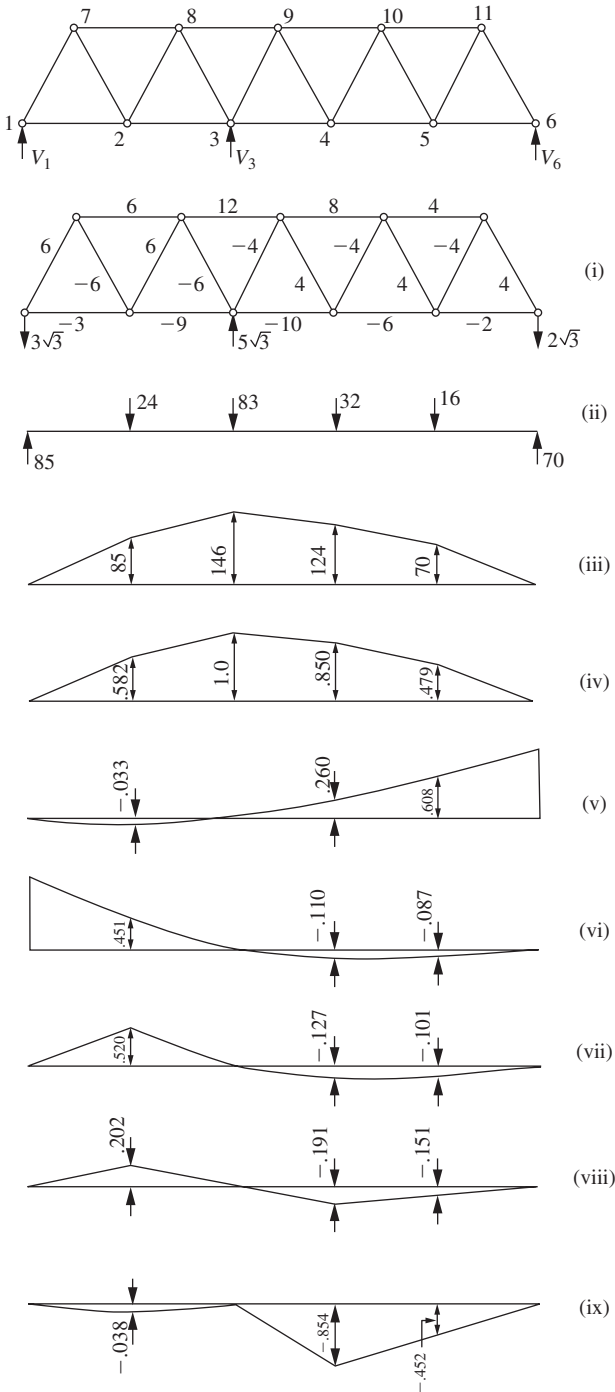 7 8 9 10 11
1 2 3 4 5 6
V₁ V₃ V₆
6 12 8 4
6 −6 6 −6 −4 4 −4 4 −4 4
(i)
−3 −9 −10 −6 −2
3√3 5√3 2√3
24 83 32 16
(ii)
85 70
85 146 124 70 (iii)
.582 1.0 .850 .479 (iv)
−.033 .260 .608 (v)
.451 −.110 −.087 (vi)
.520 −.127 −.101 (vii)
.202 −.191 −.151 (viii)
−.038 −.854 −.452 (ix)